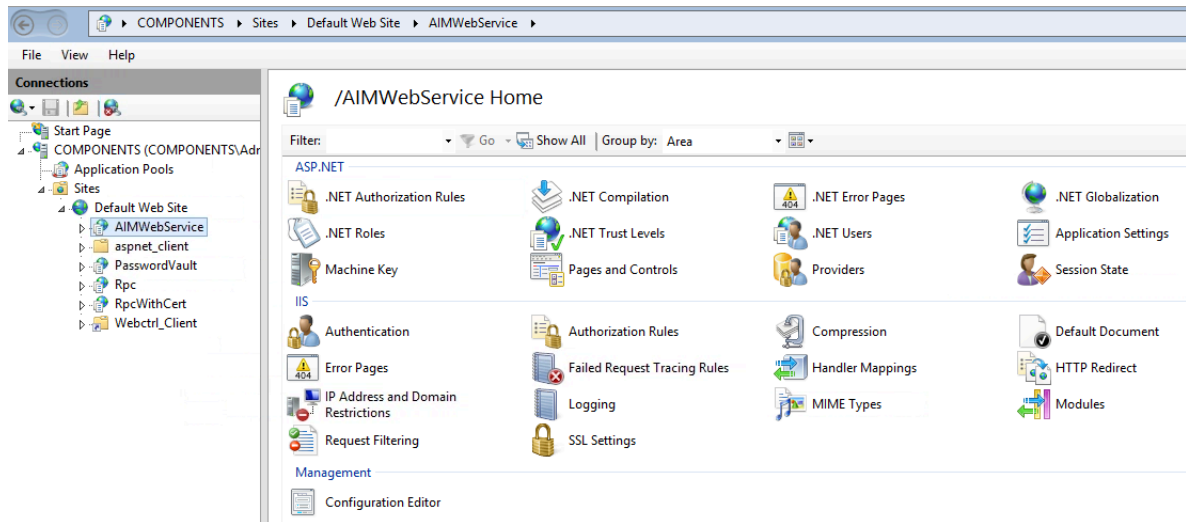 COMPONENTS Sites Default Web Site AIMWebService
File View Help
Connections
Start Page
COMPONENTS (COMPONENTS\Adr
Application Pools
Sites
Default Web Site
AIMWebService
aspnet_client
PasswordVault
Rpc
RpcWithCert
Webctrl_Client
/AIMWebService Home
Filter: Go Show All Group by: Area
ASP.NET
.NET Authorization Rules .NET Compilation .NET Error Pages .NET Globalization
.NET Roles .NET Trust Levels .NET Users Application Settings
Machine Key Pages and Controls Providers Session State
IIS
Authentication Authorization Rules Compression Default Document
Error Pages Failed Request Tracing Rules Handler Mappings HTTP Redirect
IP Address and Domain
Restrictions Logging MIME Types Modules
Request Filtering SSL Settings
Management
Configuration Editor